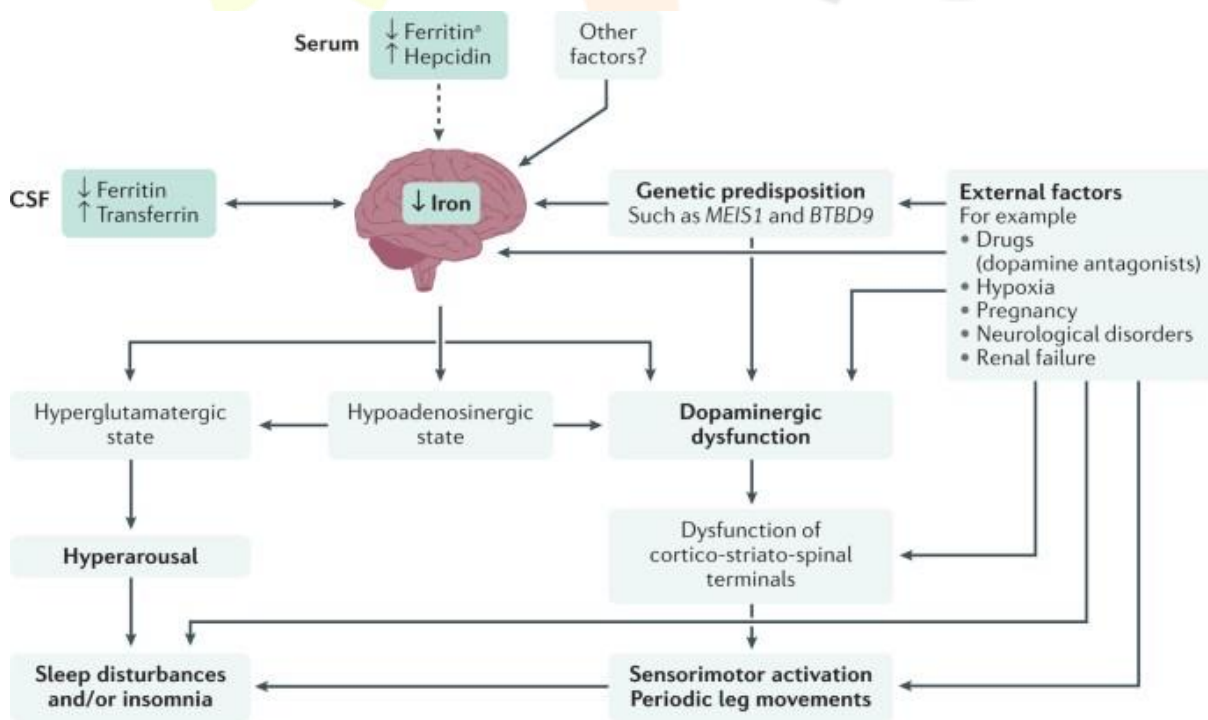 Serum
↓ Ferritinᵃ
↑ Hepcidin
Other
factors?
CSF
↓ Ferritin
↑ Transferrin
↓ Iron
Genetic predisposition
Such as MEIS1 and BTBD9
External factors
For example
• Drugs
(dopamine antagonists)
• Hypoxia
• Pregnancy
• Neurological disorders
• Renal failure
Hyperglutamatergic
state
Hypoadenosinergic
state
Dopaminergic
dysfunction
Hyperarousal
Dysfunction of
cortico-striato-spinal
terminals
Sleep disturbances
and/or insomnia
Sensorimotor activation
Periodic leg movements